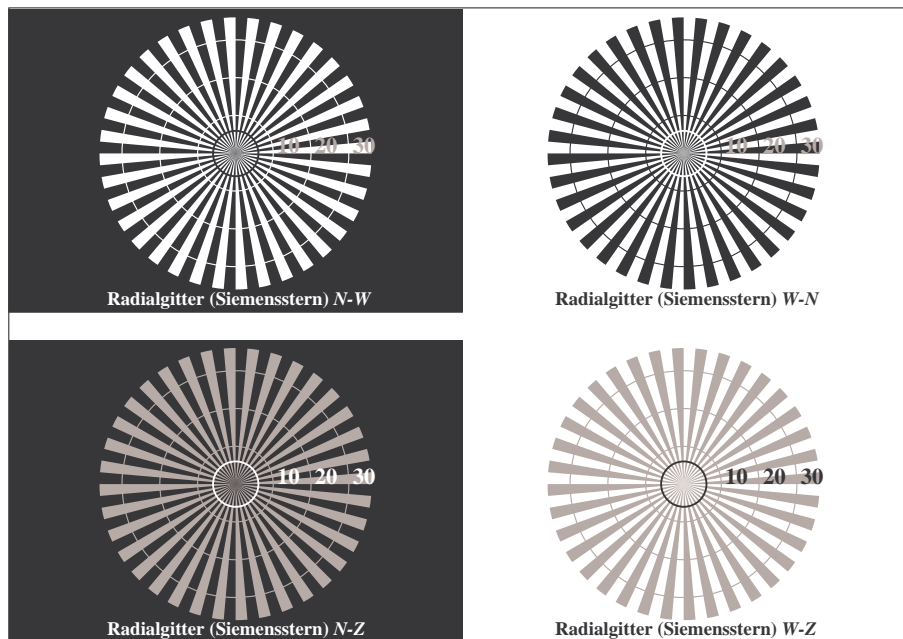 10 20 30
Radialgitter (Siemensstern) N-W
10 20 30
Radialgitter (Siemensstern) W-N
10 20 30
Radialgitter (Siemensstern) N-Z
10 20 30
Radialgitter (Siemensstern) W-Z